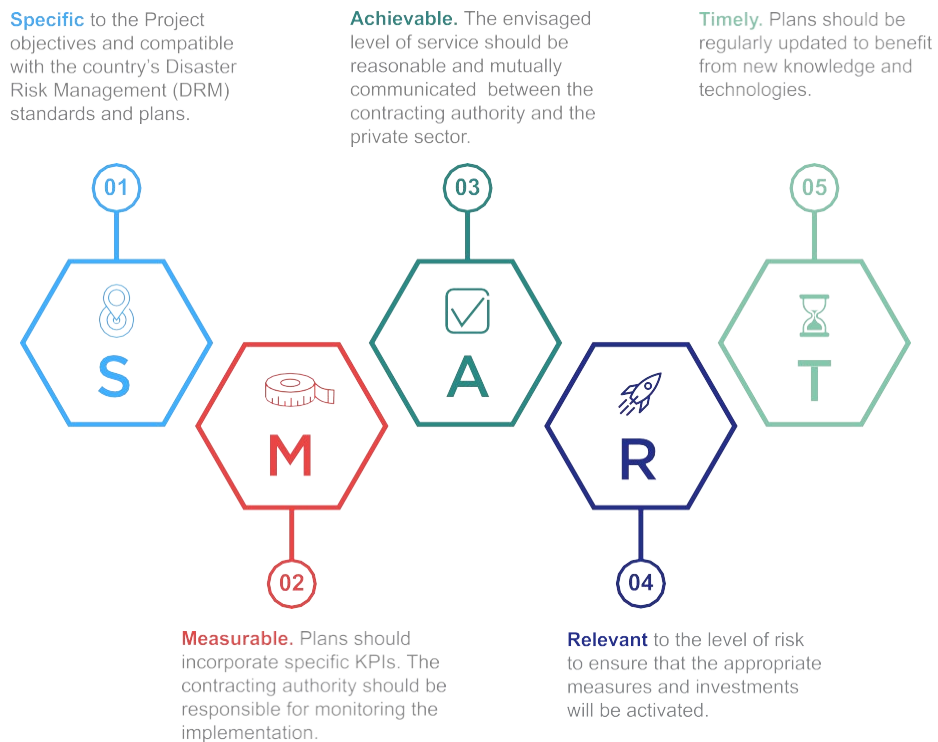 Specific to the Project
objectives and compatible
with the country's Disaster
Risk Management (DRM)
standards and plans.
01
S
Measurable. Plans should
incorporate specific KPIs. The
contracting authority should be
responsible for monitoring the
implementation.
02
M
Achievable. The envisaged
level of service should be
reasonable and mutually
communicated between the
contracting authority and the
private sector.
03
A
Relevant to the level of risk
to ensure that the appropriate
measures and investments
will be activated.
04
R
Timely. Plans should be
regularly updated to benefit
from new knowledge and
technologies.
05
T